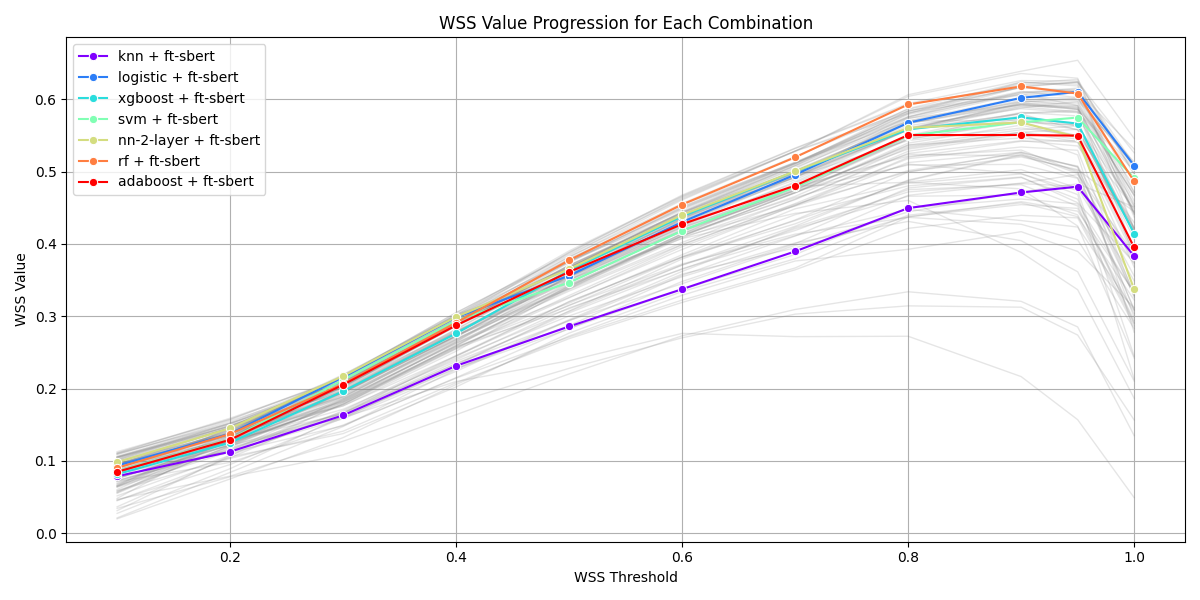 WSS Value Progression for Each Combination
knn + ft-sbert
logistic + ft-sbert
xgboost + ft-sbert
svm + ft-sbert
nn-2-layer + ft-sbert
rf + ft-sbert
adaboost + ft-sbert
WSS Value
0.6
0.5
0.4
0.3
0.2
0.1
0.0
0.2 0.4 0.6 0.8 1.0
WSS Threshold